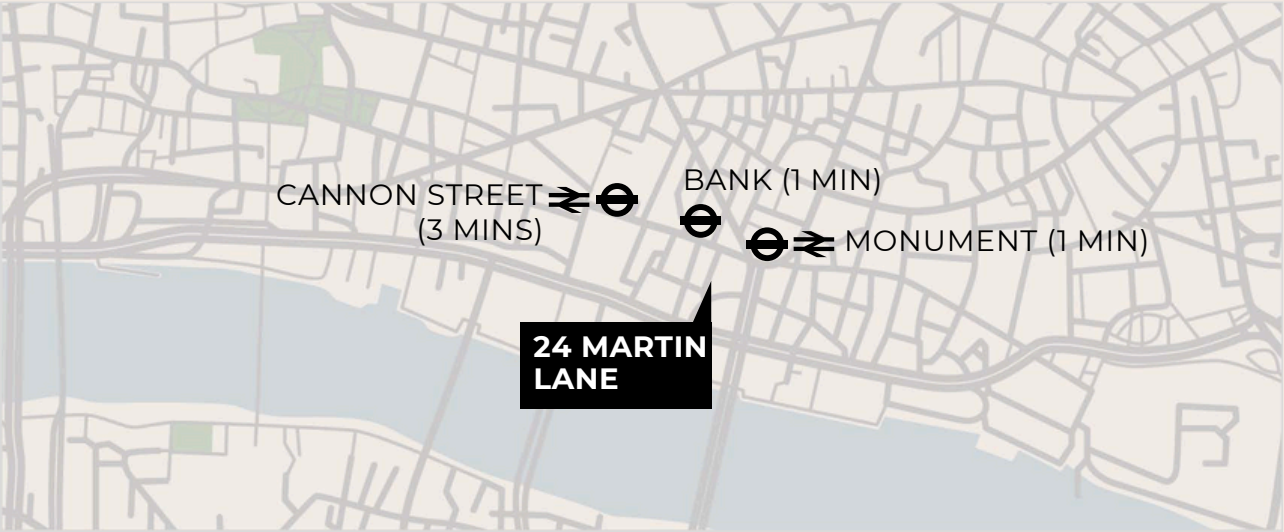 BANK (1 MIN)
CANNON STREET
(3 MINS)
MONUMENT (1 MIN)
24 MARTIN
LANE